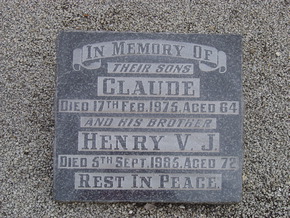 IN MEMORY OF
THEIR SONS
CLAUDE
DIED 17TH FEB. 1975. AGED 64
AND HIS BROTHER
HENRY V. J.
DIED 5TH SEPT. 1985. AGED 72
REST IN PEACE.